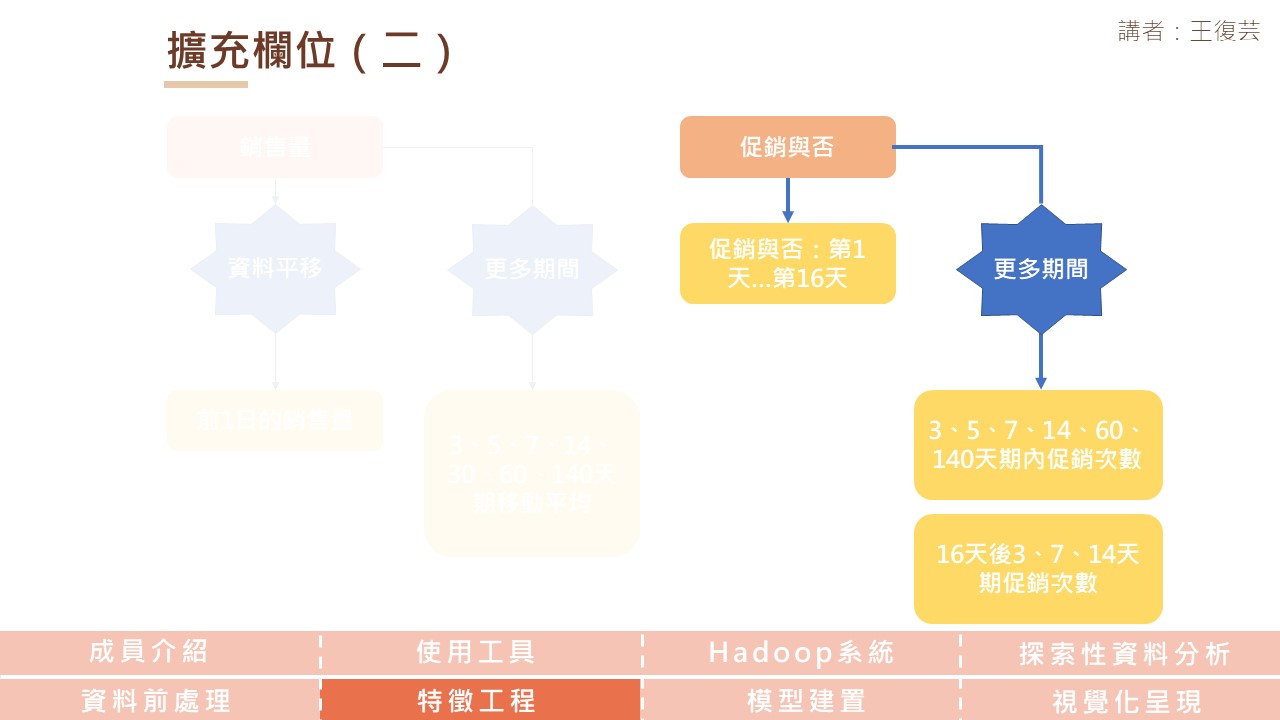 擴充欄位（二）
講者：王復芸
銷售量
資料平移
更多期間
前1日的銷售量
3、5、7、14、
30、60、140天
期移動平均
促銷與否
促銷與否：第1
天…第16天
更多期間
3、5、7、14、60、
140天期內促銷次數
16天後3、7、14天
期促銷次數
成員介紹
使用工具
Hadoop系統
探索性資料分析
資料前處理
特徵工程
模型建置
視覺化呈現